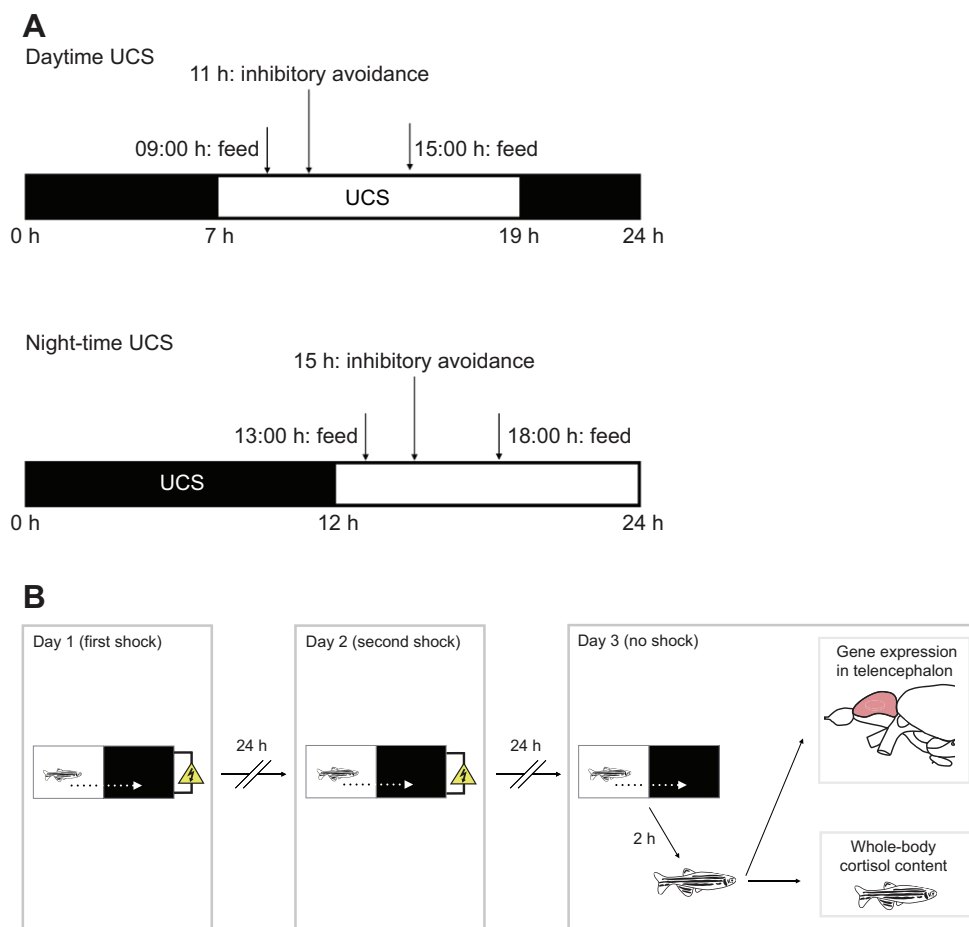 A
Daytime UCS
11 h: inhibitory avoidance
09:00 h: feed
15:00 h: feed
UCS
0 h
7 h
19 h
24 h
Night-time UCS
15 h: inhibitory avoidance
13:00 h: feed
18:00 h: feed
UCS
0 h
12 h
24 h
B
Day 1 (first shock)
24 h
Day 2 (second shock)
24 h
Day 3 (no shock)
2 h
Gene expression
in telencephalon
Whole-body
cortisol content